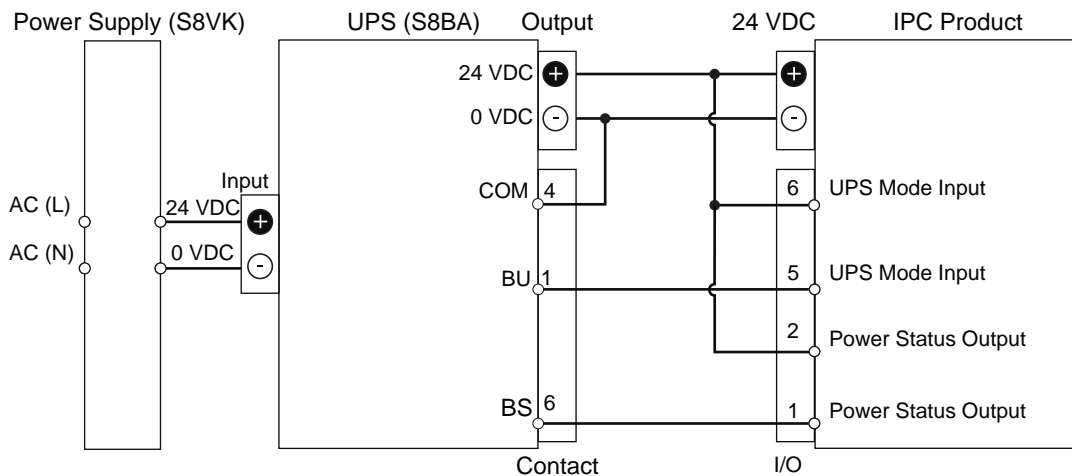 Power Supply (S8VK)
UPS (S8BA)
Output
24 VDC
IPC Product
24 VDC
+
+
0 VDC
-
-
Input
COM
4
6
UPS Mode Input
AC (L)
24 VDC
+
AC (N)
0 VDC
-
BU
1
5
UPS Mode Input
2
Power Status Output
BS
6
1
Power Status Output
Contact
I/O